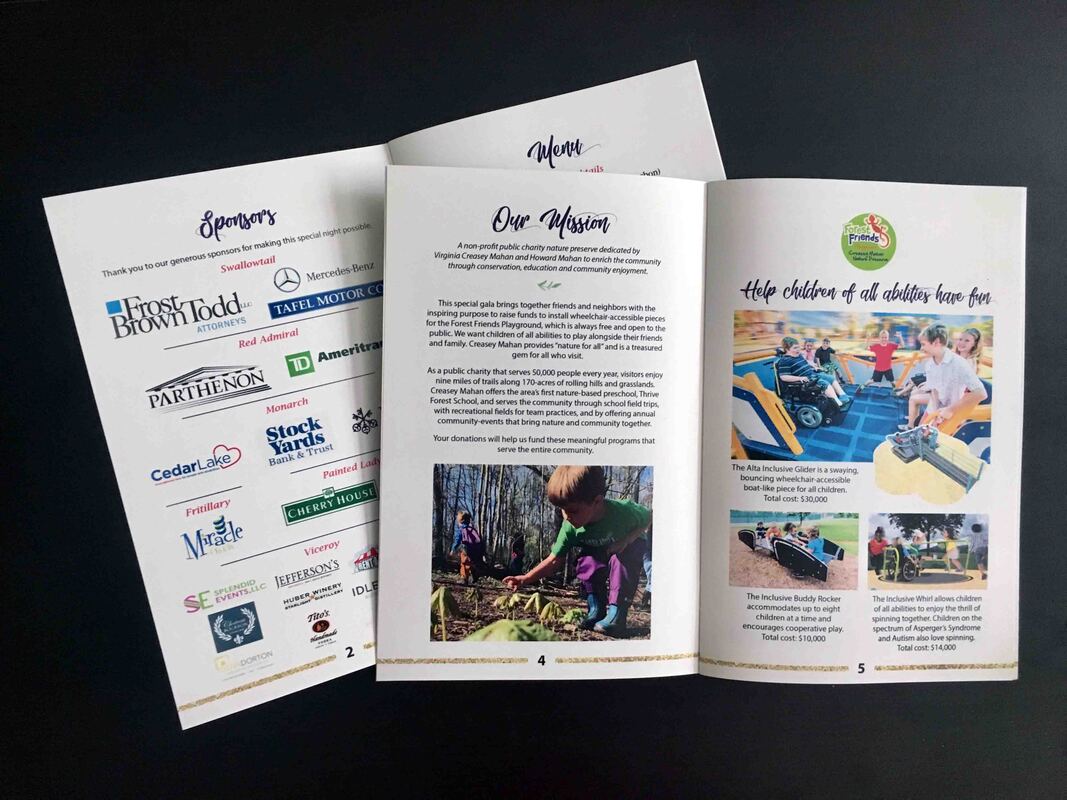 Sponsors
Thank you to our generous sponsors for making this special night possible.
Swallowtail
Frost
Brown Todd LLC
ATTORNEYS
Mercedes-Benz
TAFEL MOTOR CO
Red Admiral
PARTHENON
TD Ameritra
Monarch
CedarLake
Stock
Yards
Bank & Trust
Painted Lady
CHERRY HOUSE
Fritillary
Miracle
Viceroy
SE SPLENDID
EVENTS, LLC
JEFFERSON'S
HUBER WINERY
STARLIGHT DISTILLERY
IDLE
Tito's
Handmade
VODKA
DORTON
2
Menu
Our Mission
A non-profit public charity nature preserve dedicated by
Virginia Creasey Mahan and Howard Mahan to enrich the community
through conservation, education and community enjoyment.
This special gala brings together friends and neighbors with the
inspiring purpose to raise funds to install wheelchair-accessible pieces
for the Forest Friends Playground, which is always free and open to the
public. We want children of all abilities to play alongside their friends
and family. Creasey Mahan provides "nature for all" and is a treasured
gem for all who visit.
As a public charity that serves 50,000 people every year, visitors enjoy
nine miles of trails along 170-acres of rolling hills and grasslands.
Creasey Mahan offers the area's first nature-based preschool, Thrive
Forest School, and serves the community through school field trips,
with recreational fields for team practices, and by offering annual
community-events that bring nature and community together.
Your donations will help us fund these meaningful programs that
serve the entire community.
4
Forest
Friends
Creasey Mahan
Nature Preserve
Help children of all abilities have fun
The Alta Inclusive Glider is a swaying,
bouncing wheelchair-accessible
boat-like piece for all children.
Total cost: $30,000
The Inclusive Buddy Rocker
accommodates up to eight
children at a time and
encourages cooperative play.
Total cost: $10,000
The Inclusive Whirl allows children
of all abilities to enjoy the thrill of
spinning together. Children on the
spectrum of Asperger's Syndrome
and Autism also love spinning.
Total cost: $14,000
5